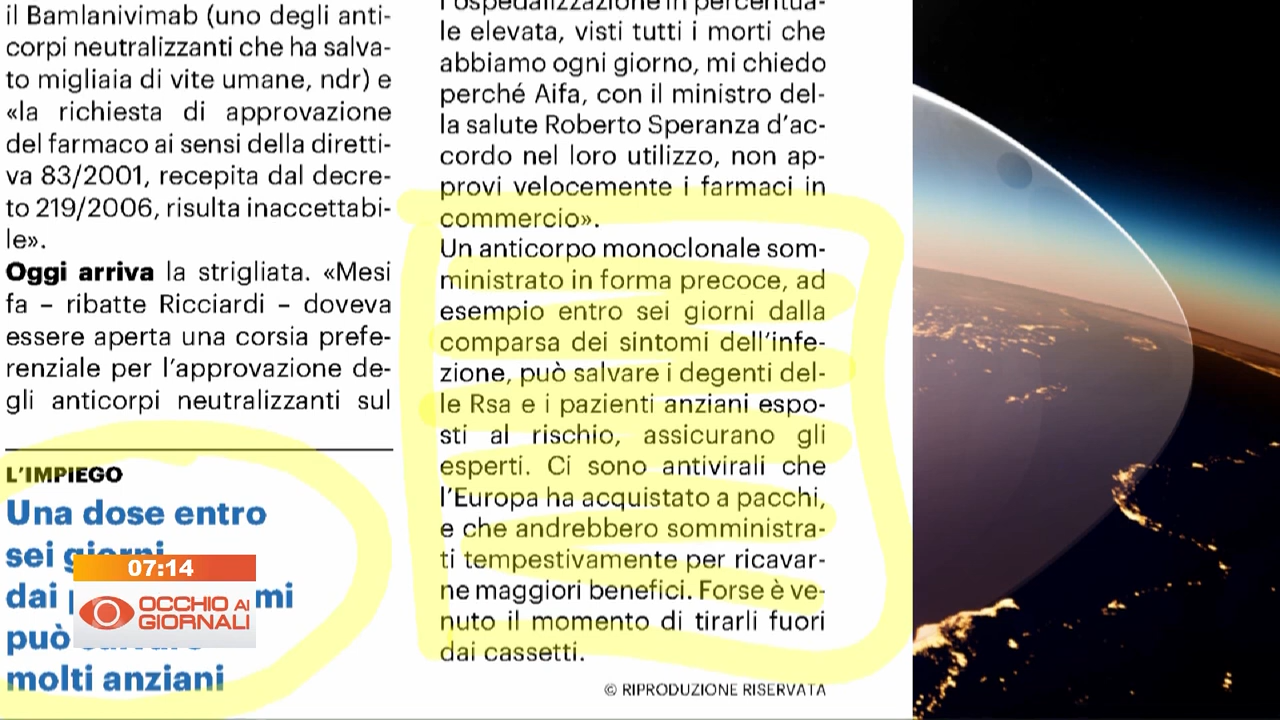 il Bamlanivimab (uno degli anti-
corpi neutralizzanti che ha salva-
to migliaia di vite umane, ndr) e
«la richiesta di approvazione
del farmaco ai sensi della diretti-
va 83/2001, recepita dal decre-
to 219/2006, risulta inaccettabi-
le».
Oggi arriva la strigliata. «Mesi
fa – ribatte Ricciardi – doveva
essere aperta una corsia prefe-
renziale per l'approvazione de-
gli anticorpi neutralizzanti sul
L'IMPIEGO
Una dose entro
sei giorni
dai mi
può
molti anziani
07:14
OCCHIO AI
GIORNALI
l'ospedalizzazione in percentua-
le elevata, visti tutti i morti che
abbiamo ogni giorno, mi chiedo
perché Aifa, con il ministro del-
la salute Roberto Speranza d'ac-
cordo nel loro utilizzo, non ap-
provi velocemente i farmaci in
commercio».
Un anticorpo monoclonale som-
ministrato in forma precoce, ad
esempio entro sei giorni dalla
comparsa dei sintomi dell'infe-
zione, può salvare i degenti del-
le Rsa e i pazienti anziani espo-
sti al rischio, assicurano gli
esperti. Ci sono antivirali che
l'Europa ha acquistato a pacchi,
e che andrebbero somministra-
ti tempestivamente per ricavar-
ne maggiori benefici. Forse è ve-
nuto il momento di tirarli fuori
dai cassetti.
© RIPRODUZIONE RISERVATA